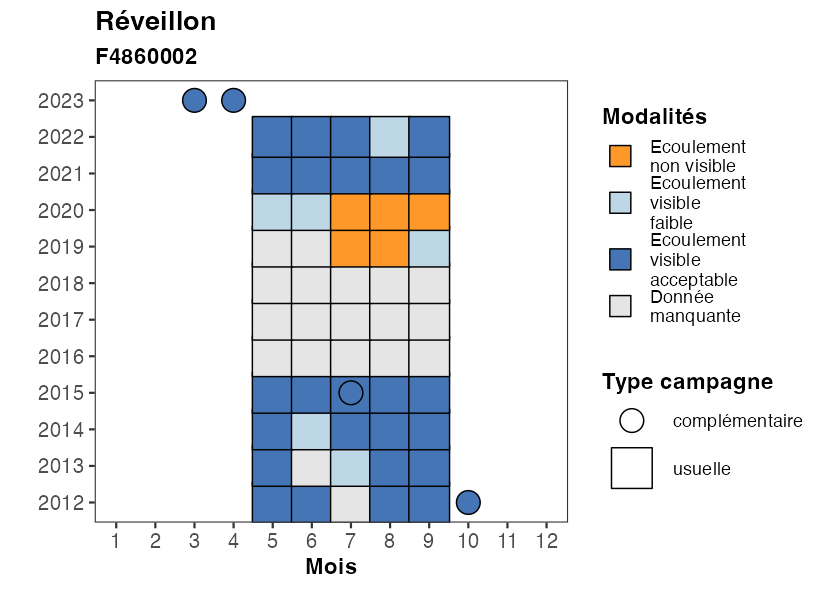 Réveillon
F4860002
2023
2022
2021
2020
2019
2018
2017
2016
2015
2014
2013
2012
1 2 3 4 5 6 7 8 9 10 11 12
Mois
Modalités
Ecoulement
non visible
Ecoulement
visible
faible
Ecoulement
visible
acceptable
Donnée
manquante
Type campagne
complémentaire
usuelle